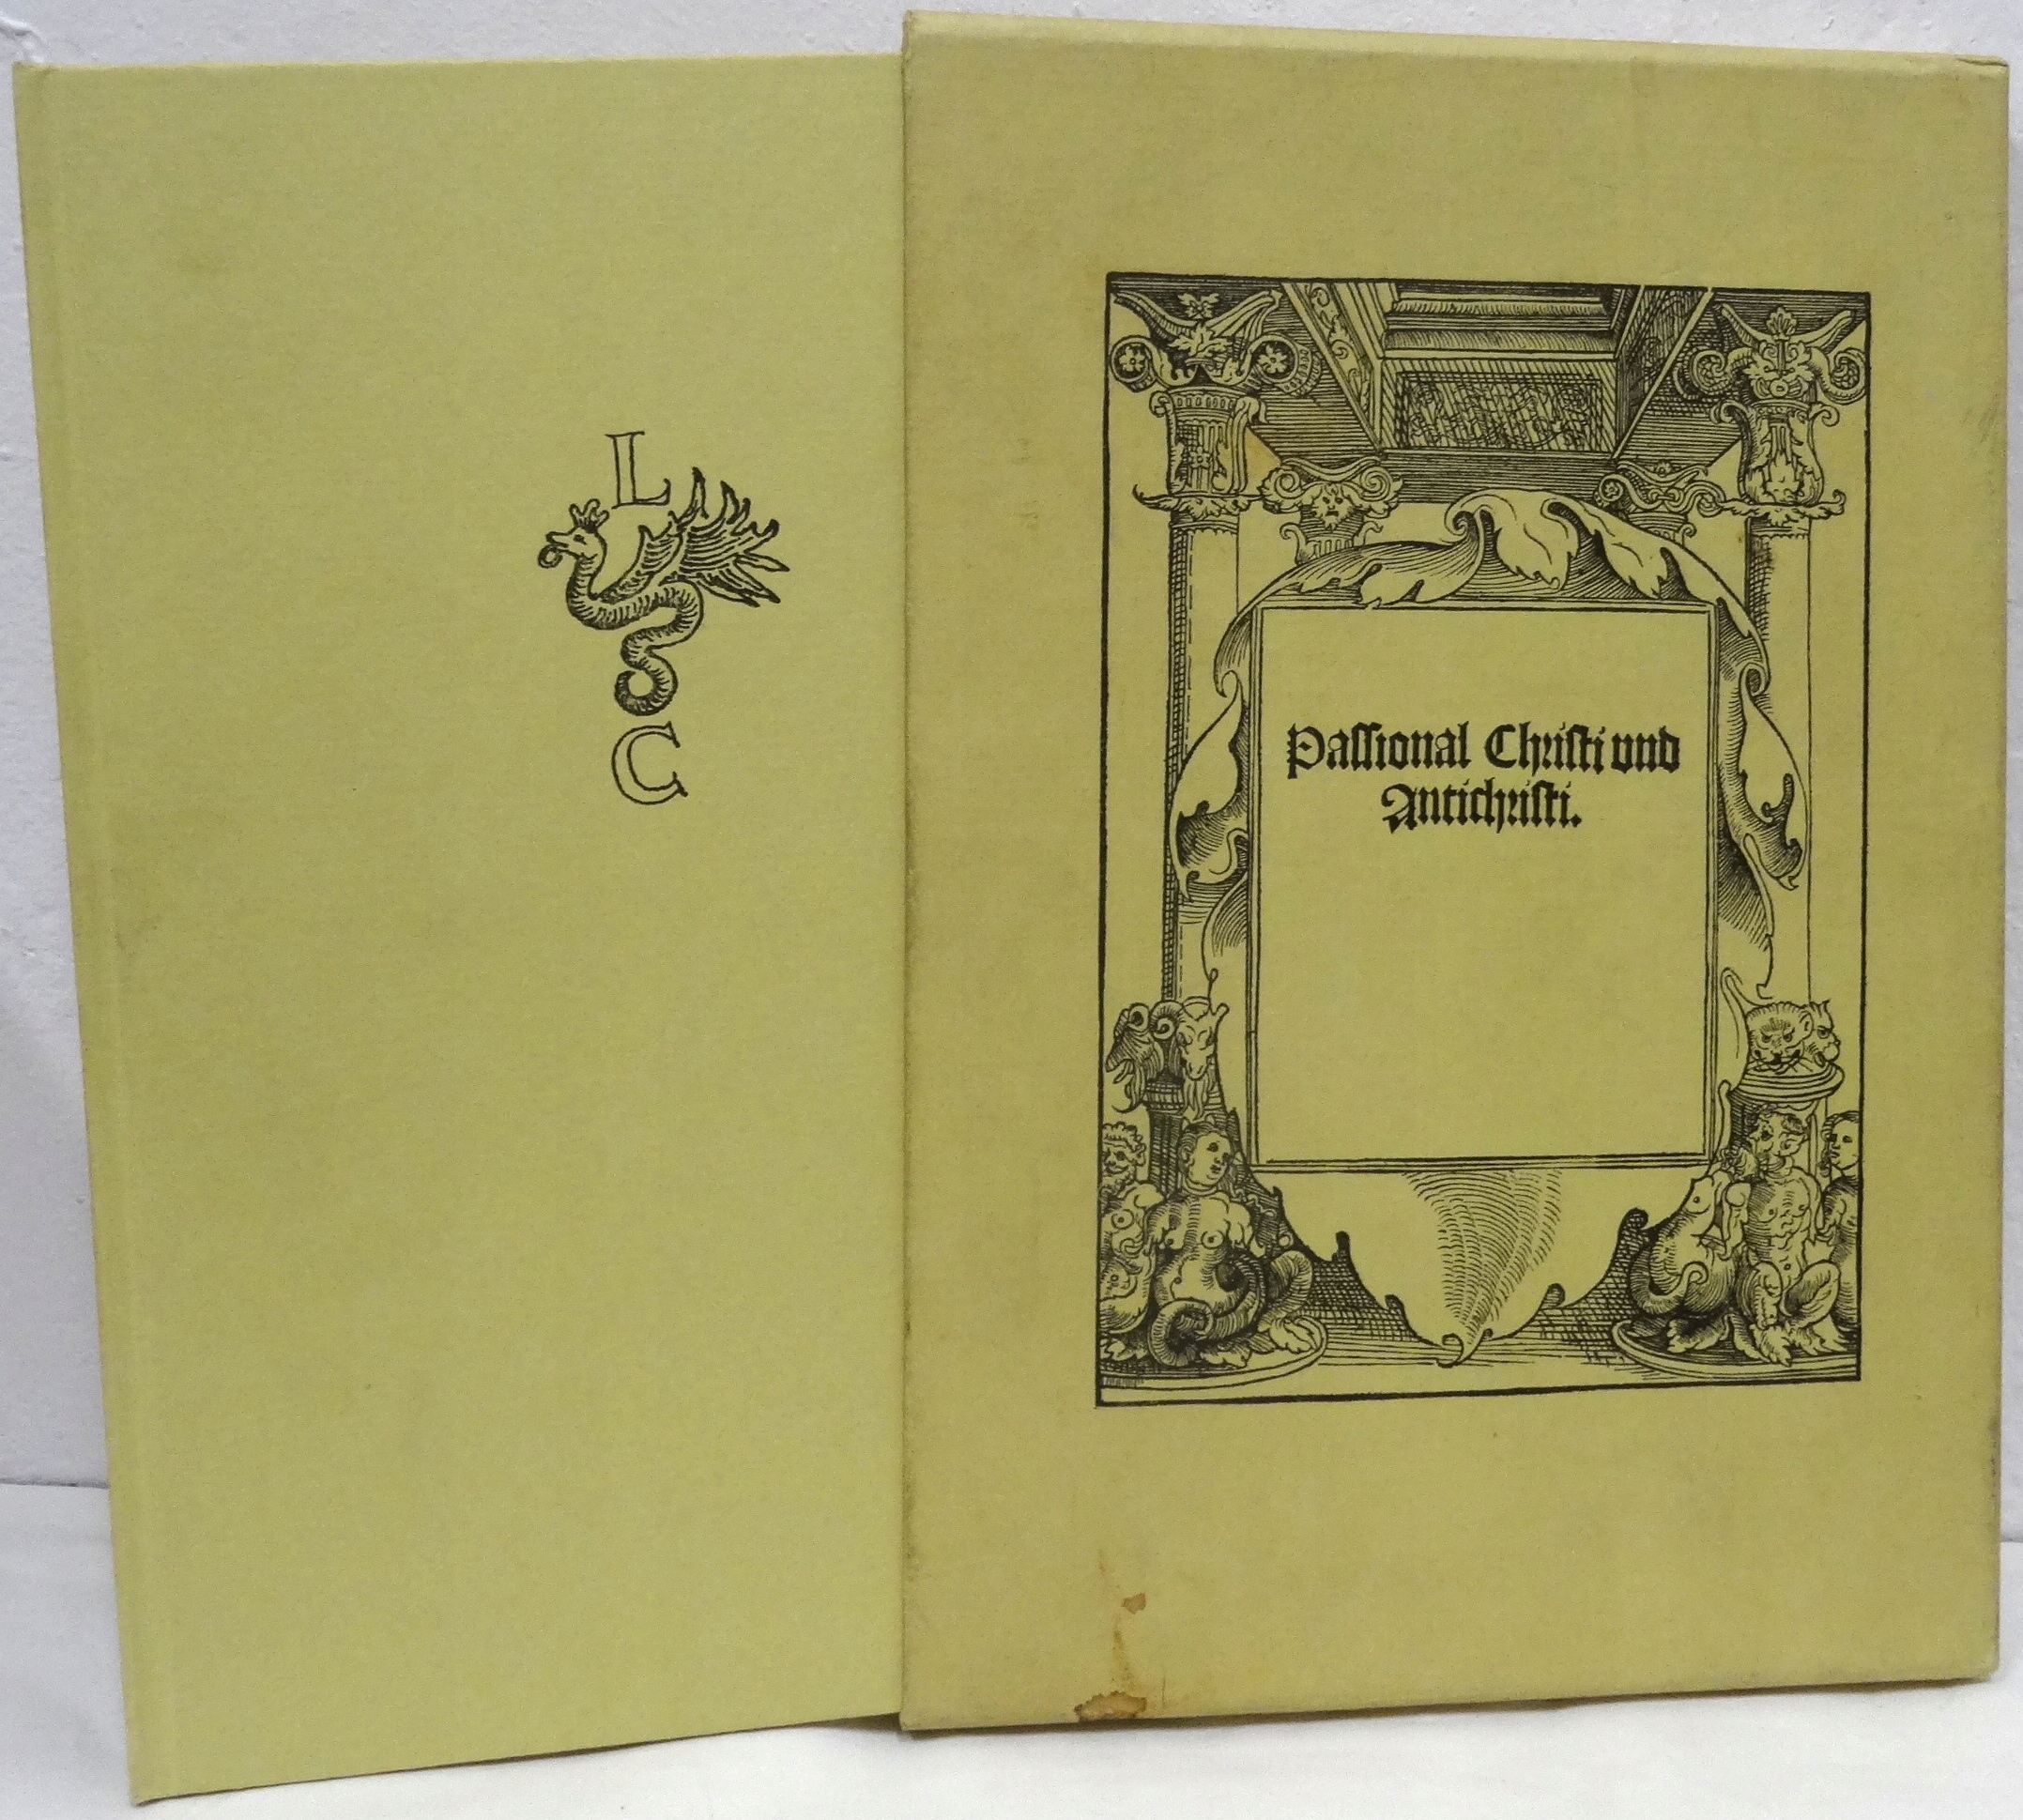 L
C
Passional Christi und
Antichristi.